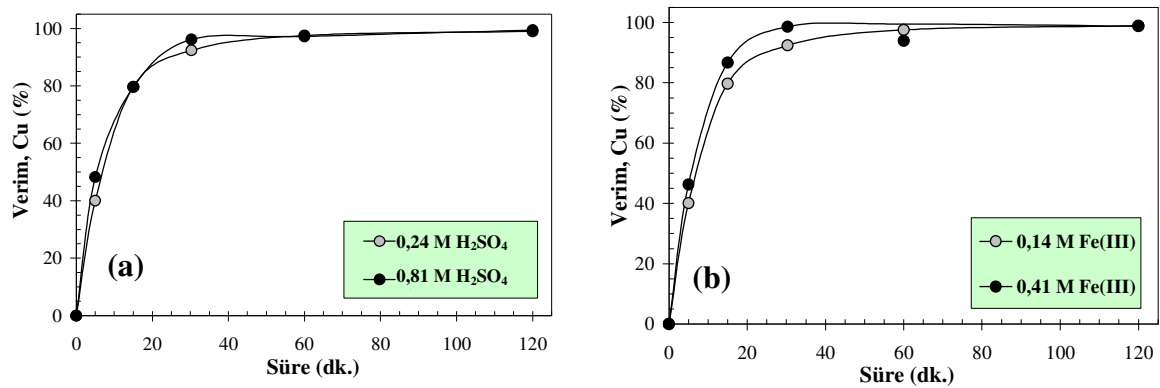 100
80
60
40
20
0
Verim, Cu (%)
0 20 40 60 80 100 120
Süre (dk.)
(a)
0,24 M H₂SO₄
0,81 M H₂SO₄
100
80
60
40
20
0
Verim, Cu (%)
0 20 40 60 80 100 120
Süre (dk.)
(b)
0,14 M Fe(III)
0,41 M Fe(III)